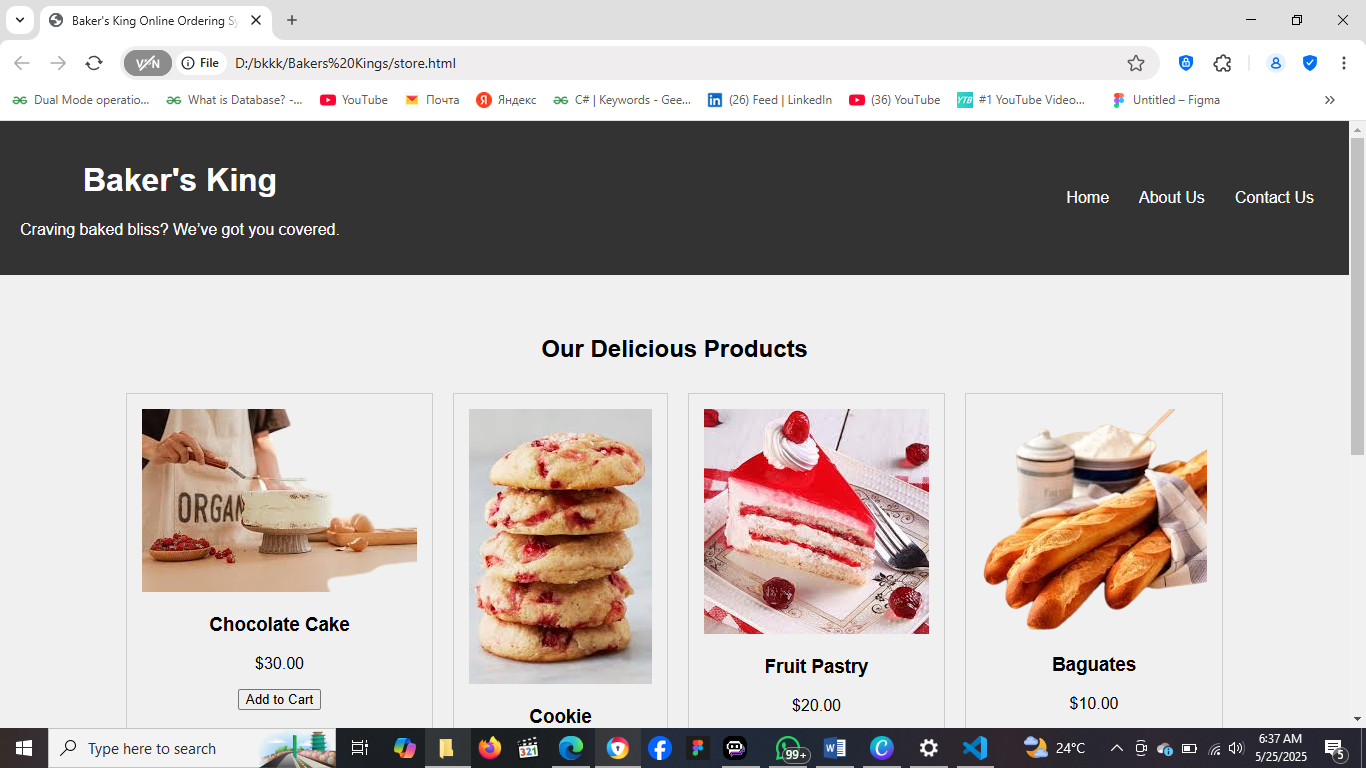 Baker's King Online Ordering Sy
VPN
File
D:/bkkk/Bakers%20Kings/store.html
Dual Mode operatio...
What is Database? -...
YouTube
Почта
Яндекс
C# | Keywords - Gee...
(26) Feed | LinkedIn
(36) YouTube
YTB
#1 YouTube Video...
Untitled – Figma
Baker's King
Craving baked bliss? We've got you covered.
Home
About Us
Contact Us
Our Delicious Products
ORGAN
Chocolate Cake
$30.00
Add to Cart
Cookie
Fruit Pastry
$20.00
Baguates
$10.00
Type here to search
321
99+
24°C
6:37 AM
5/25/2025
5